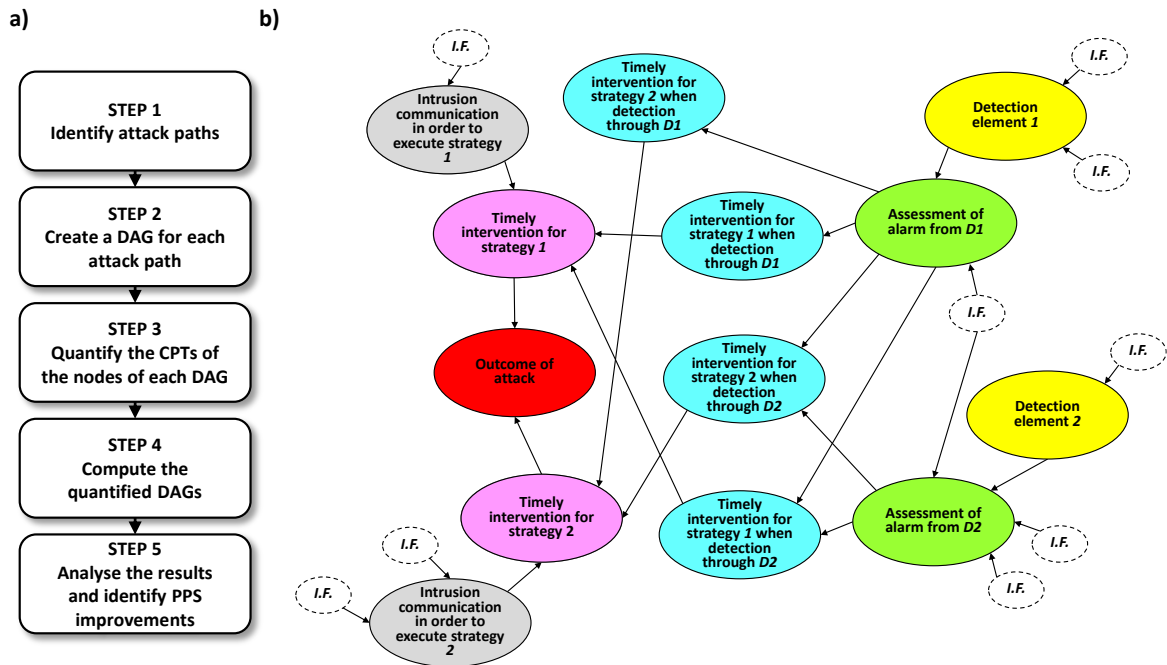 a)
STEP 1
Identify attack paths
STEP 2
Create a DAG for each
attack path
STEP 3
Quantify the CPTs of
the nodes of each DAG
STEP 4
Compute the
quantified DAGs
STEP 5
Analyse the results
and identify PPS
improvements
b)
I.F.
Intrusion
communication
in order to
execute strategy
1
Timely
intervention for
strategy 2 when
detection
through D1
I.F.
Detection
element 1
I.F.
Timely
intervention for
strategy 1
Timely
intervention for
strategy 1 when
detection
through D1
Assessment of
alarm from D1
I.F.
Outcome of
attack
Timely
intervention for
strategy 2 when
detection
through D2
I.F.
Detection
element 2
Timely
intervention for
strategy 2
Timely
intervention for
strategy 1 when
detection
through D2
Assessment of
alarm from D2
I.F.
I.F.
I.F.
I.F.
Intrusion
communication
in order to
execute strategy
2